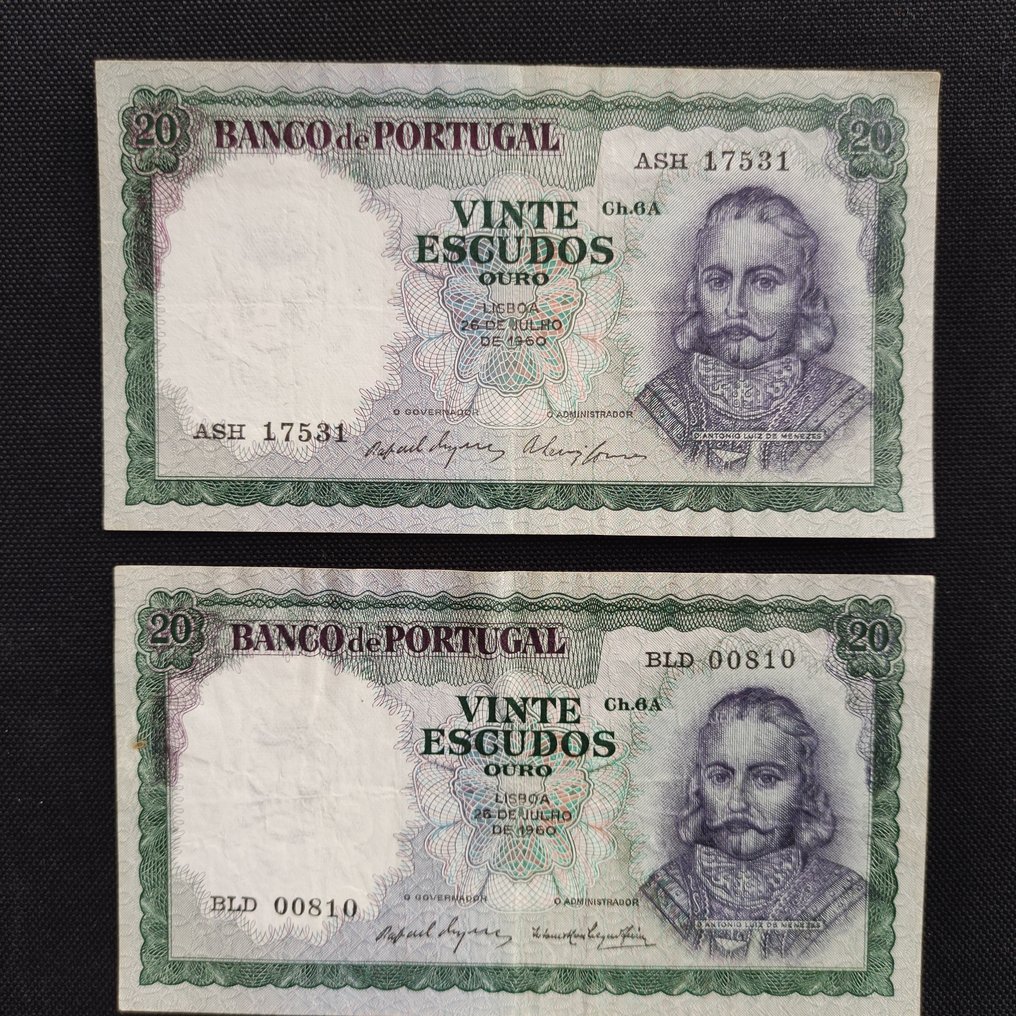 20 BANCO de PORTUGAL 20
ASH 17531
VINTE Ch.6A
ESCUDOS
OURO
LISBOA
26 DE JULHO
DE 1960
O GOVERNADOR O ADMINISTRADOR
ASH 17531
D. ANTONIO LUIZ DE MENEZES
20 BANCO de PORTUGAL 20
BLD 00810
VINTE Ch.6A
ESCUDOS
OURO
LISBOA
26 DE JULHO
DE 1960
O GOVERNADOR O ADMINISTRADOR
BLD 00810
D. ANTONIO LUIZ DE MENEZES